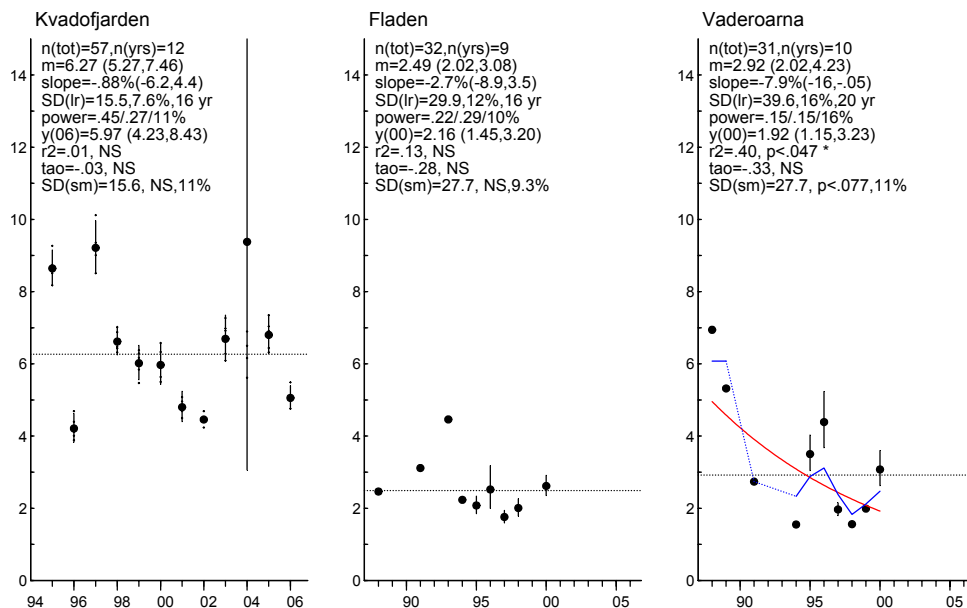 Kvadofjarden
n(tot)=57,n(yrs)=12
m=6.27 (5.27,7.46)
slope=-.88%(-6.2,4.4)
SD(lr)=15.5,7.6%,16 yr
power=.45/.27/11%
y(06)=5.97 (4.23,8.43)
r2=.01, NS
tao=-.03, NS
SD(sm)=15.6, NS,11%
14
12
10
8
6
4
2
0
94 96 98 00 02 04 06
Fladen
n(tot)=32,n(yrs)=9
m=2.49 (2.02,3.08)
slope=-2.7%(-8.9,3.5)
SD(lr)=29.9,12%,16 yr
power=.22/.29/10%
y(00)=2.16 (1.45,3.20)
r2=.13, NS
tao=-.28, NS
SD(sm)=27.7, NS,9.3%
14
12
10
8
6
4
2
0
90 95 00 05
Vaderoarna
n(tot)=31,n(yrs)=10
m=2.92 (2.02,4.23)
slope=-7.9%(-16,-.05)
SD(lr)=39.6,16%,20 yr
power=.15/.15/16%
y(00)=1.92 (1.15,3.23)
r2=.40, p<.047 *
tao=-.33, NS
SD(sm)=27.7, p<.077,11%
14
12
10
8
6
4
2
0
90 95 00 05